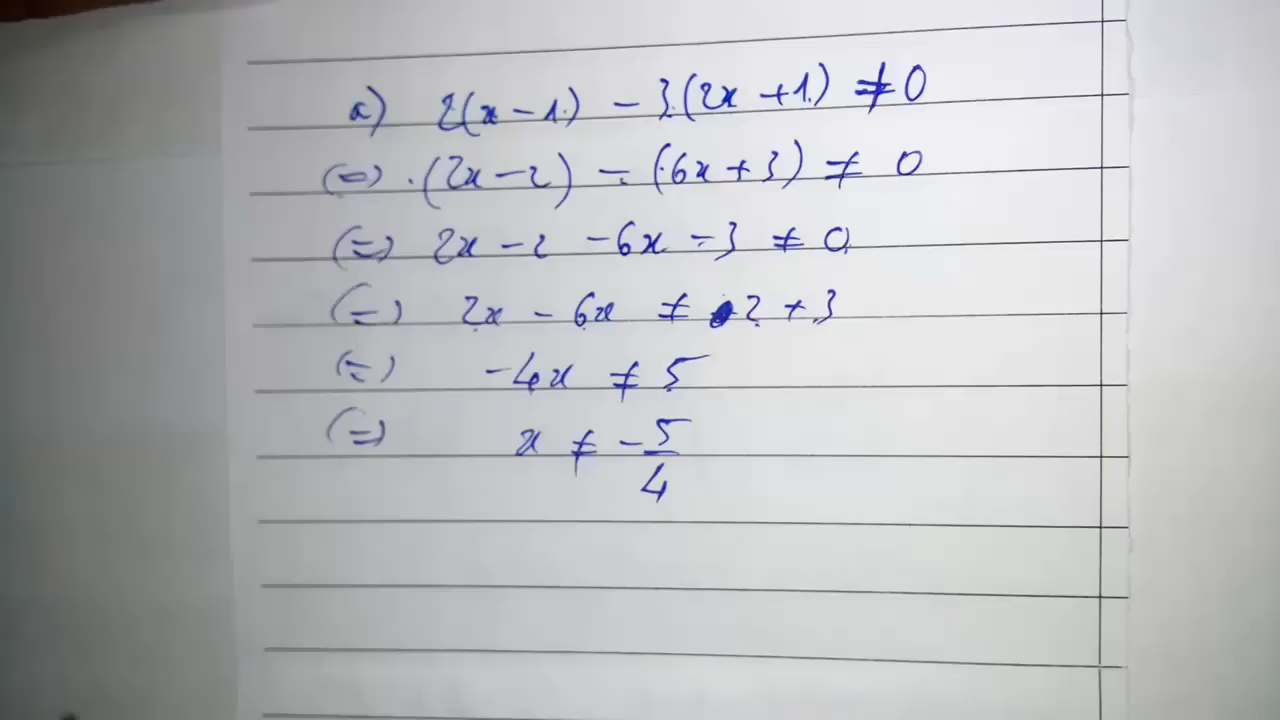 a) 2(x - 1) - 3.(2x + 1) ≠ 0
(=) .(2x - 2) - (6x + 3) ≠ 0
(=) 2x - 2 - 6x - 3 ≠ 0
(=) 2x - 6x ≠ 2 + 3
(=) -4x ≠ 5
(=) x ≠ -5/4